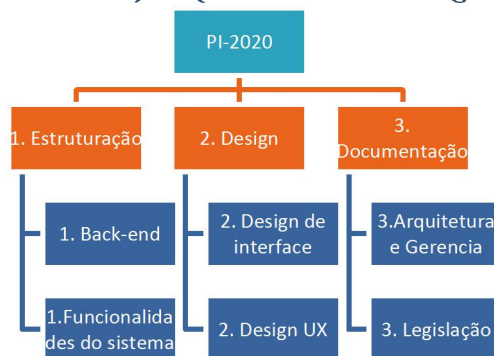 PI-2020
1. Estruturação
2. Design
3.
Documentação
1. Back-end
2. Design de
interface
3.Arquitetura
e Gerencia
1.Funcionalida
des do sistema
2. Design UX
3. Legislação